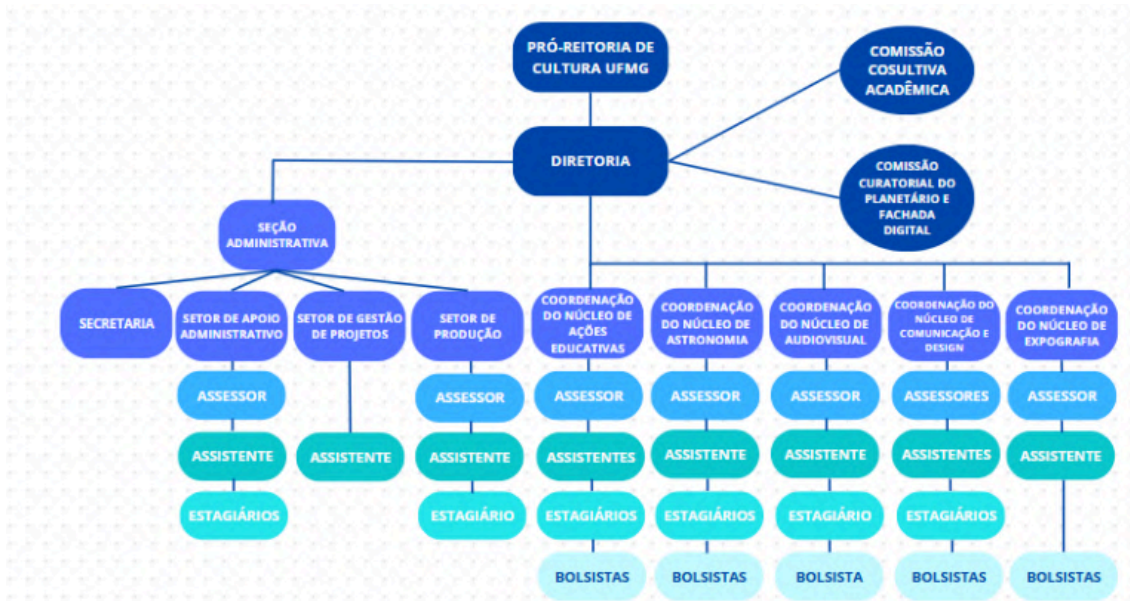 PRÓ-REITORIA DE
CULTURA UFMG
COMISSÃO
COSULTIVA
ACADÊMICA
DIRETORIA
COMISSÃO
CURATORIAL DO
PLANETÁRIO E
FACHADA
DIGITAL
SEÇÃO
ADMINISTRATIVA
SECRETARIA
SETOR DE APOIO
ADMINISTRATIVO
SETOR DE GESTÃO
DE PROJETOS
SETOR DE
PRODUÇÃO
COORDENAÇÃO
DO NÚCLEO DE
AÇÕES
EDUCATIVAS
COORDENAÇÃO
DO NÚCLEO DE
ASTRONOMIA
COORDENAÇÃO
DO NÚCLEO DE
AUDIOVISUAL
COORDENAÇÃO DO
NÚCLEO DE
COMUNICAÇÃO E
DESIGN
COORDENAÇÃO
DO NÚCLEO DE
EXPOGRAFIA
ASSESSOR
ASSESSOR
ASSESSOR
ASSESSOR
ASSESSOR
ASSESSORES
ASSESSOR
ASSISTENTE
ASSISTENTE
ASSISTENTE
ASSISTENTES
ASSISTENTE
ASSISTENTE
ASSISTENTES
ASSISTENTE
ESTAGIÁRIOS
ESTAGIÁRIO
ESTAGIÁRIOS
ESTAGIÁRIOS
ESTAGIÁRIO
ESTAGIÁRIOS
BOLSISTAS
BOLSISTAS
BOLSISTA
BOLSISTAS
BOLSISTAS